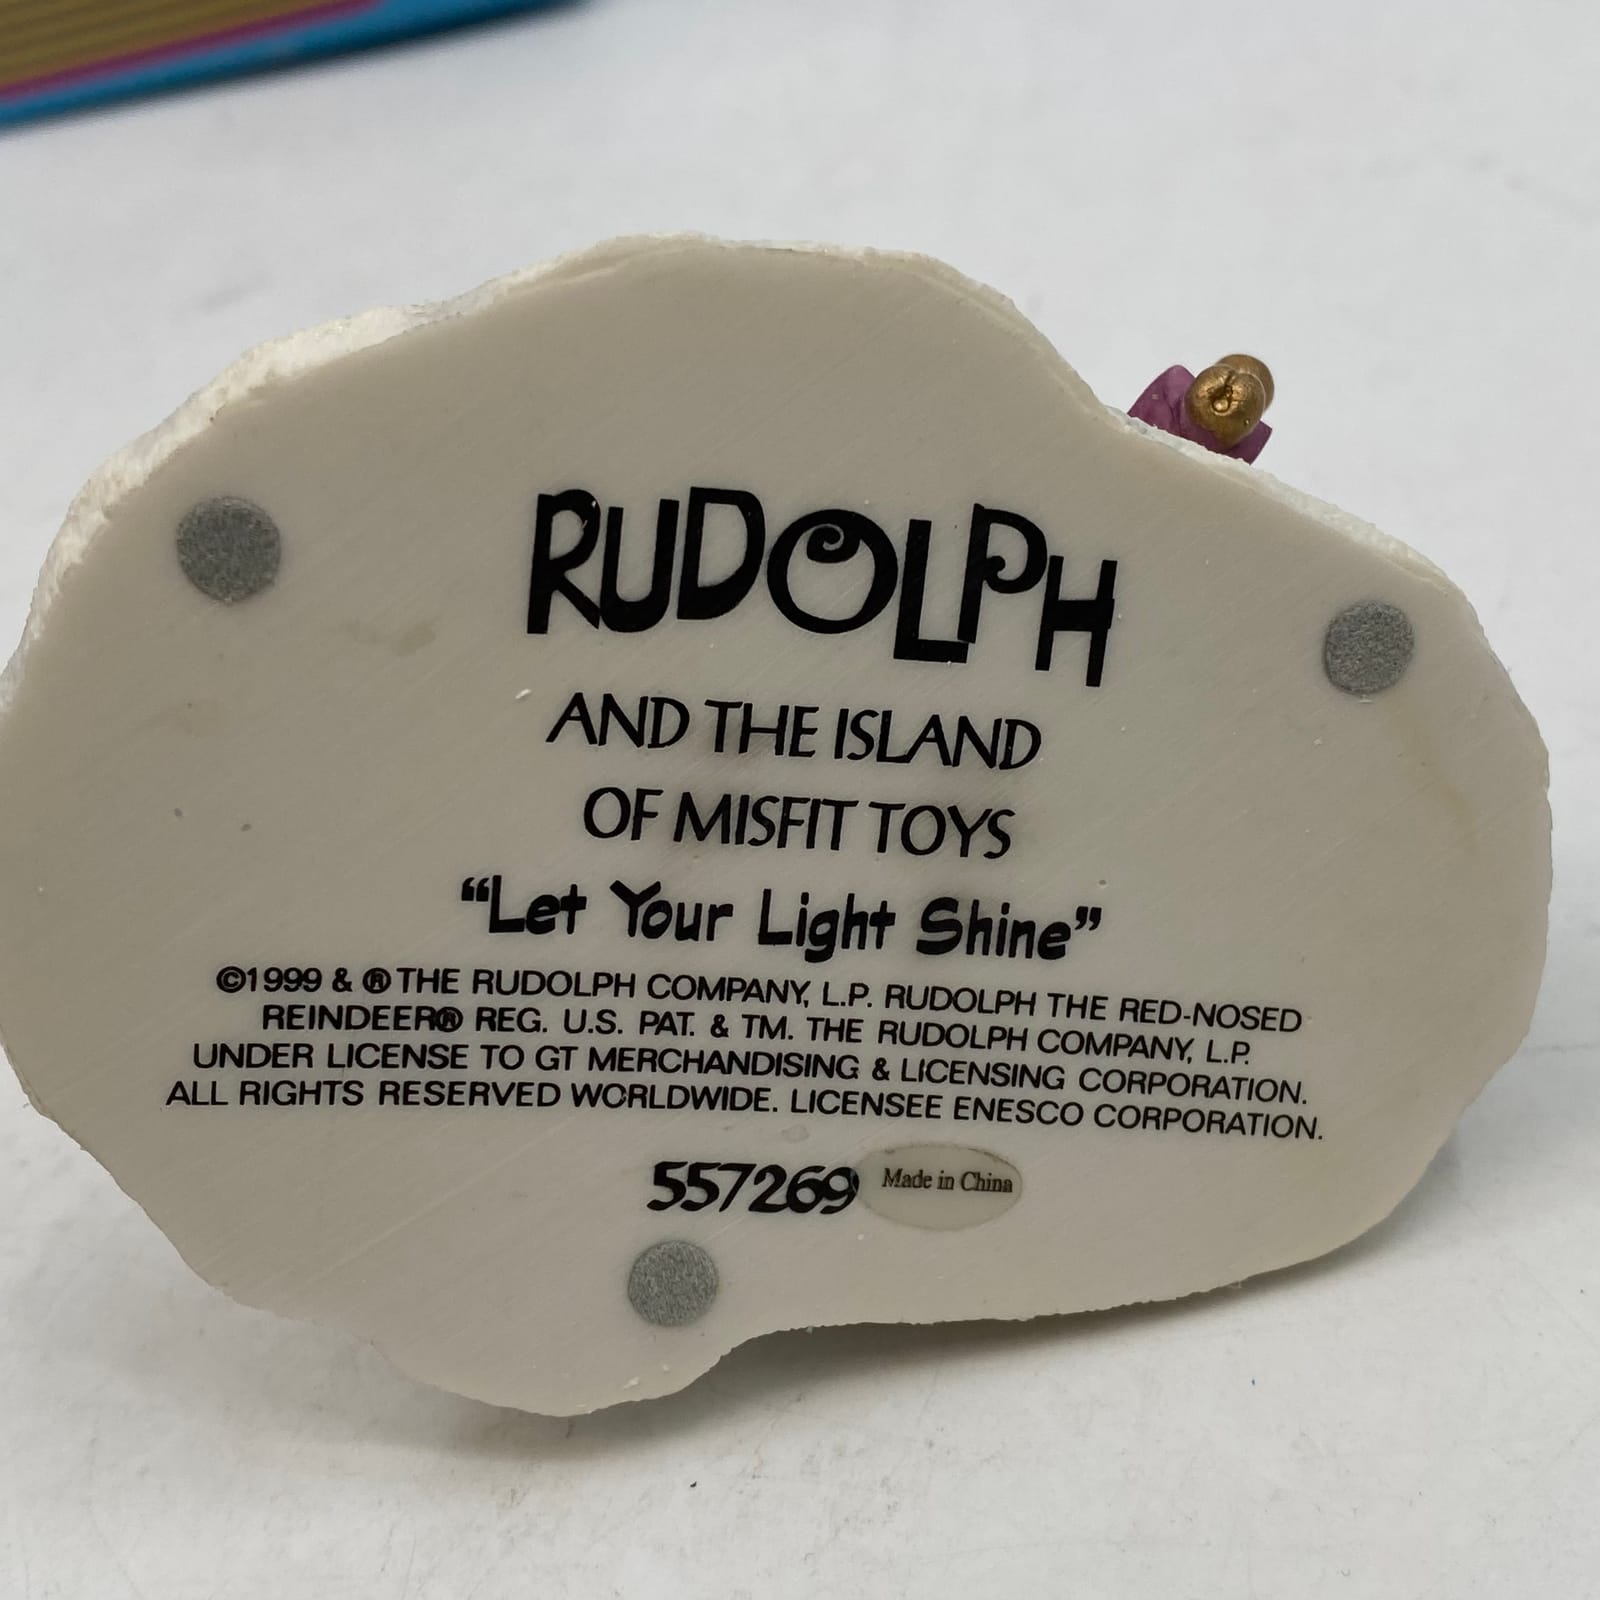 RUDOLPH
AND THE ISLAND
OF MISFIT TOYS
“Let Your Light Shine”
©1999 & ® THE RUDOLPH COMPANY, L.P. RUDOLPH THE RED-NOSED
REINDEER® REG. U.S. PAT. & TM. THE RUDOLPH COMPANY, L.P.
UNDER LICENSE TO GT MERCHANDISING & LICENSING CORPORATION.
ALL RIGHTS RESERVED WORLDWIDE. LICENSEE ENESCO CORPORATION.
557269 Made in China